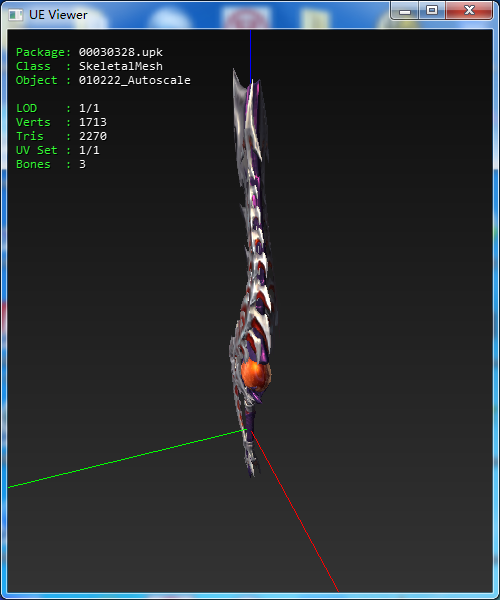 UE Viewer
Package: 00030328.upk
Class : SkeletalMesh
Object : 010222_Autoscale
LOD : 1/1
Verts : 1713
Tris : 2270
UV Set : 1/1
Bones : 3